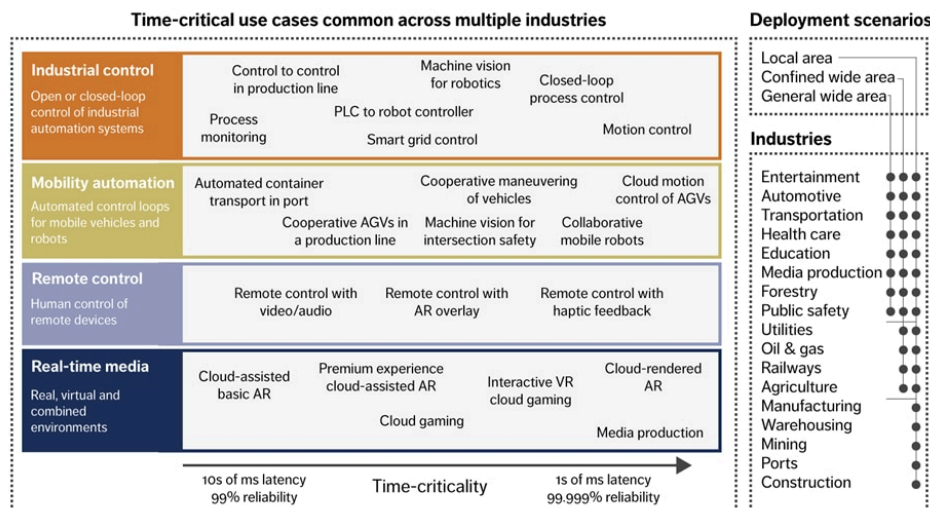 Time-critical use cases common across multiple industries
Industrial control
Open or closed-loop
control of industrial
automation systems
Control to control
in production line
Machine vision
for robotics
Closed-loop
process control
PLC to robot controller
Process
monitoring
Smart grid control
Motion control
Mobility automation
Automated control loops
for mobile vehicles and
robots
Automated container
transport in port
Cooperative maneuvering
of vehicles
Cloud motion
control of AGVs
Cooperative AGVs in
a production line
Machine vision for
intersection safety
Collaborative
mobile robots
Remote control
Human control of
remote devices
Remote control with
video/audio
Remote control with
AR overlay
Remote control with
haptic feedback
Real-time media
Real, virtual and
combined
environments
Cloud-assisted
basic AR
Premium experience
cloud-assisted AR
Interactive VR
cloud gaming
Cloud-rendered
AR
Cloud gaming
Media production
10s of ms latency
99% reliability
Time-criticality
1s of ms latency
99.999% reliability
Deployment scenarios
Local area
Confined wide area
General wide area
Industries
Entertainment
Automotive
Transportation
Health care
Education
Media production
Forestry
Public safety
Utilities
Oil & gas
Railways
Agriculture
Manufacturing
Warehousing
Mining
Ports
Construction